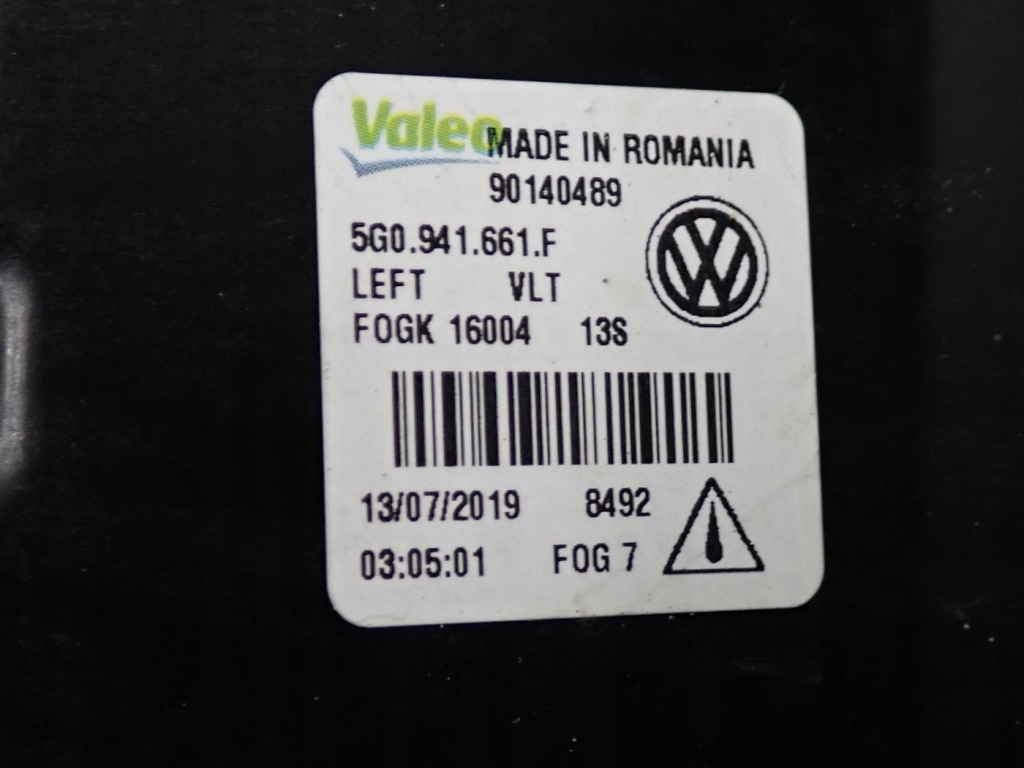 Valeo MADE IN ROMANIA
90140489
5G0.941.661.F
LEFT VLT
FOGK 16004 13S
13/07/2019 8492
03:05:01 FOG 7